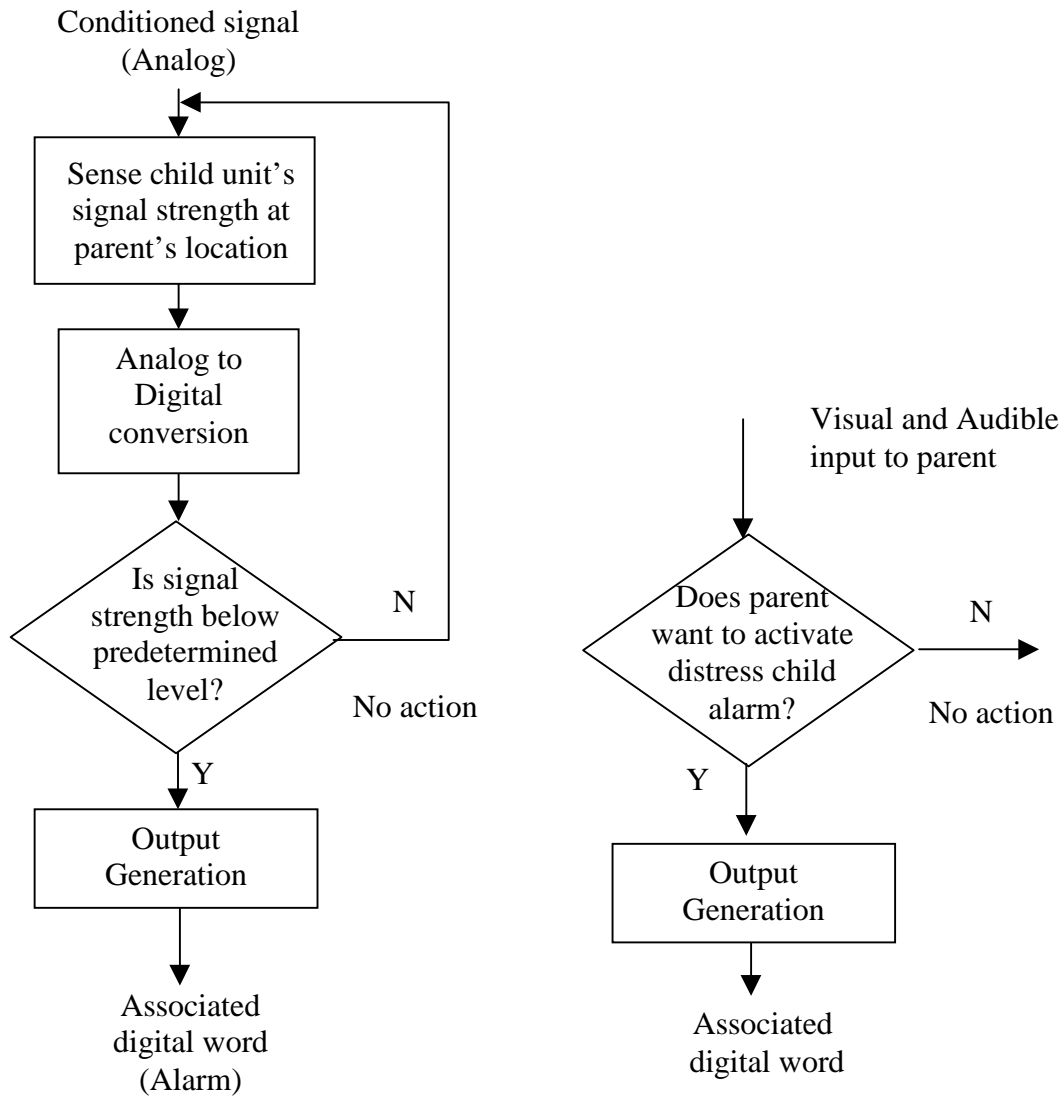 Conditioned signal
(Analog)
Sense child unit’s
signal strength at
parent’s location
Analog to
Digital
conversion
Is signal
strength below
predetermined
level?
N
No action
Y
Output
Generation
Associated
digital word
(Alarm)
Visual and Audible
input to parent
Does parent
want to activate
distress child
alarm?
N
No action
Y
Output
Generation
Associated
digital word